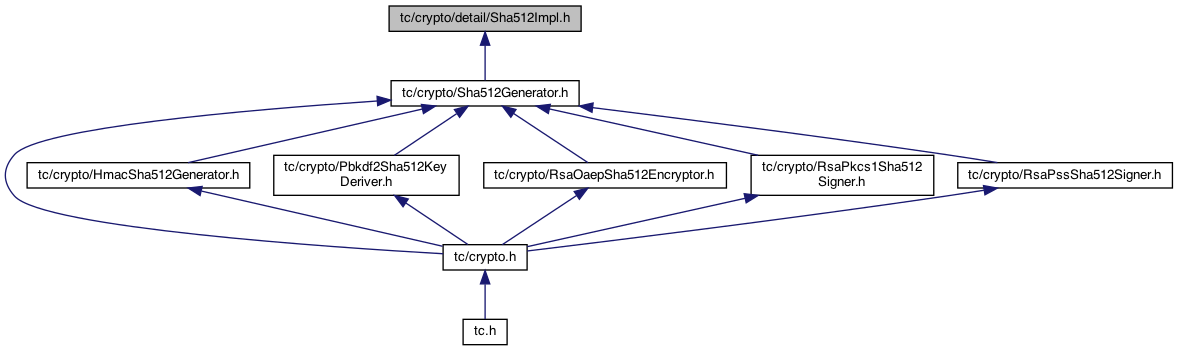 tc/crypto/detail/Sha512Impl.h
tc/crypto/Sha512Generator.h
tc/crypto/HmacSha512Generator.h
tc/crypto/Pbkdf2Sha512Key
Deriver.h
tc/crypto/RsaOaepSha512Encryptor.h
tc/crypto/RsaPkcs1Sha512
Signer.h
tc/crypto/RsaPssSha512Signer.h
tc/crypto.h
tc.h